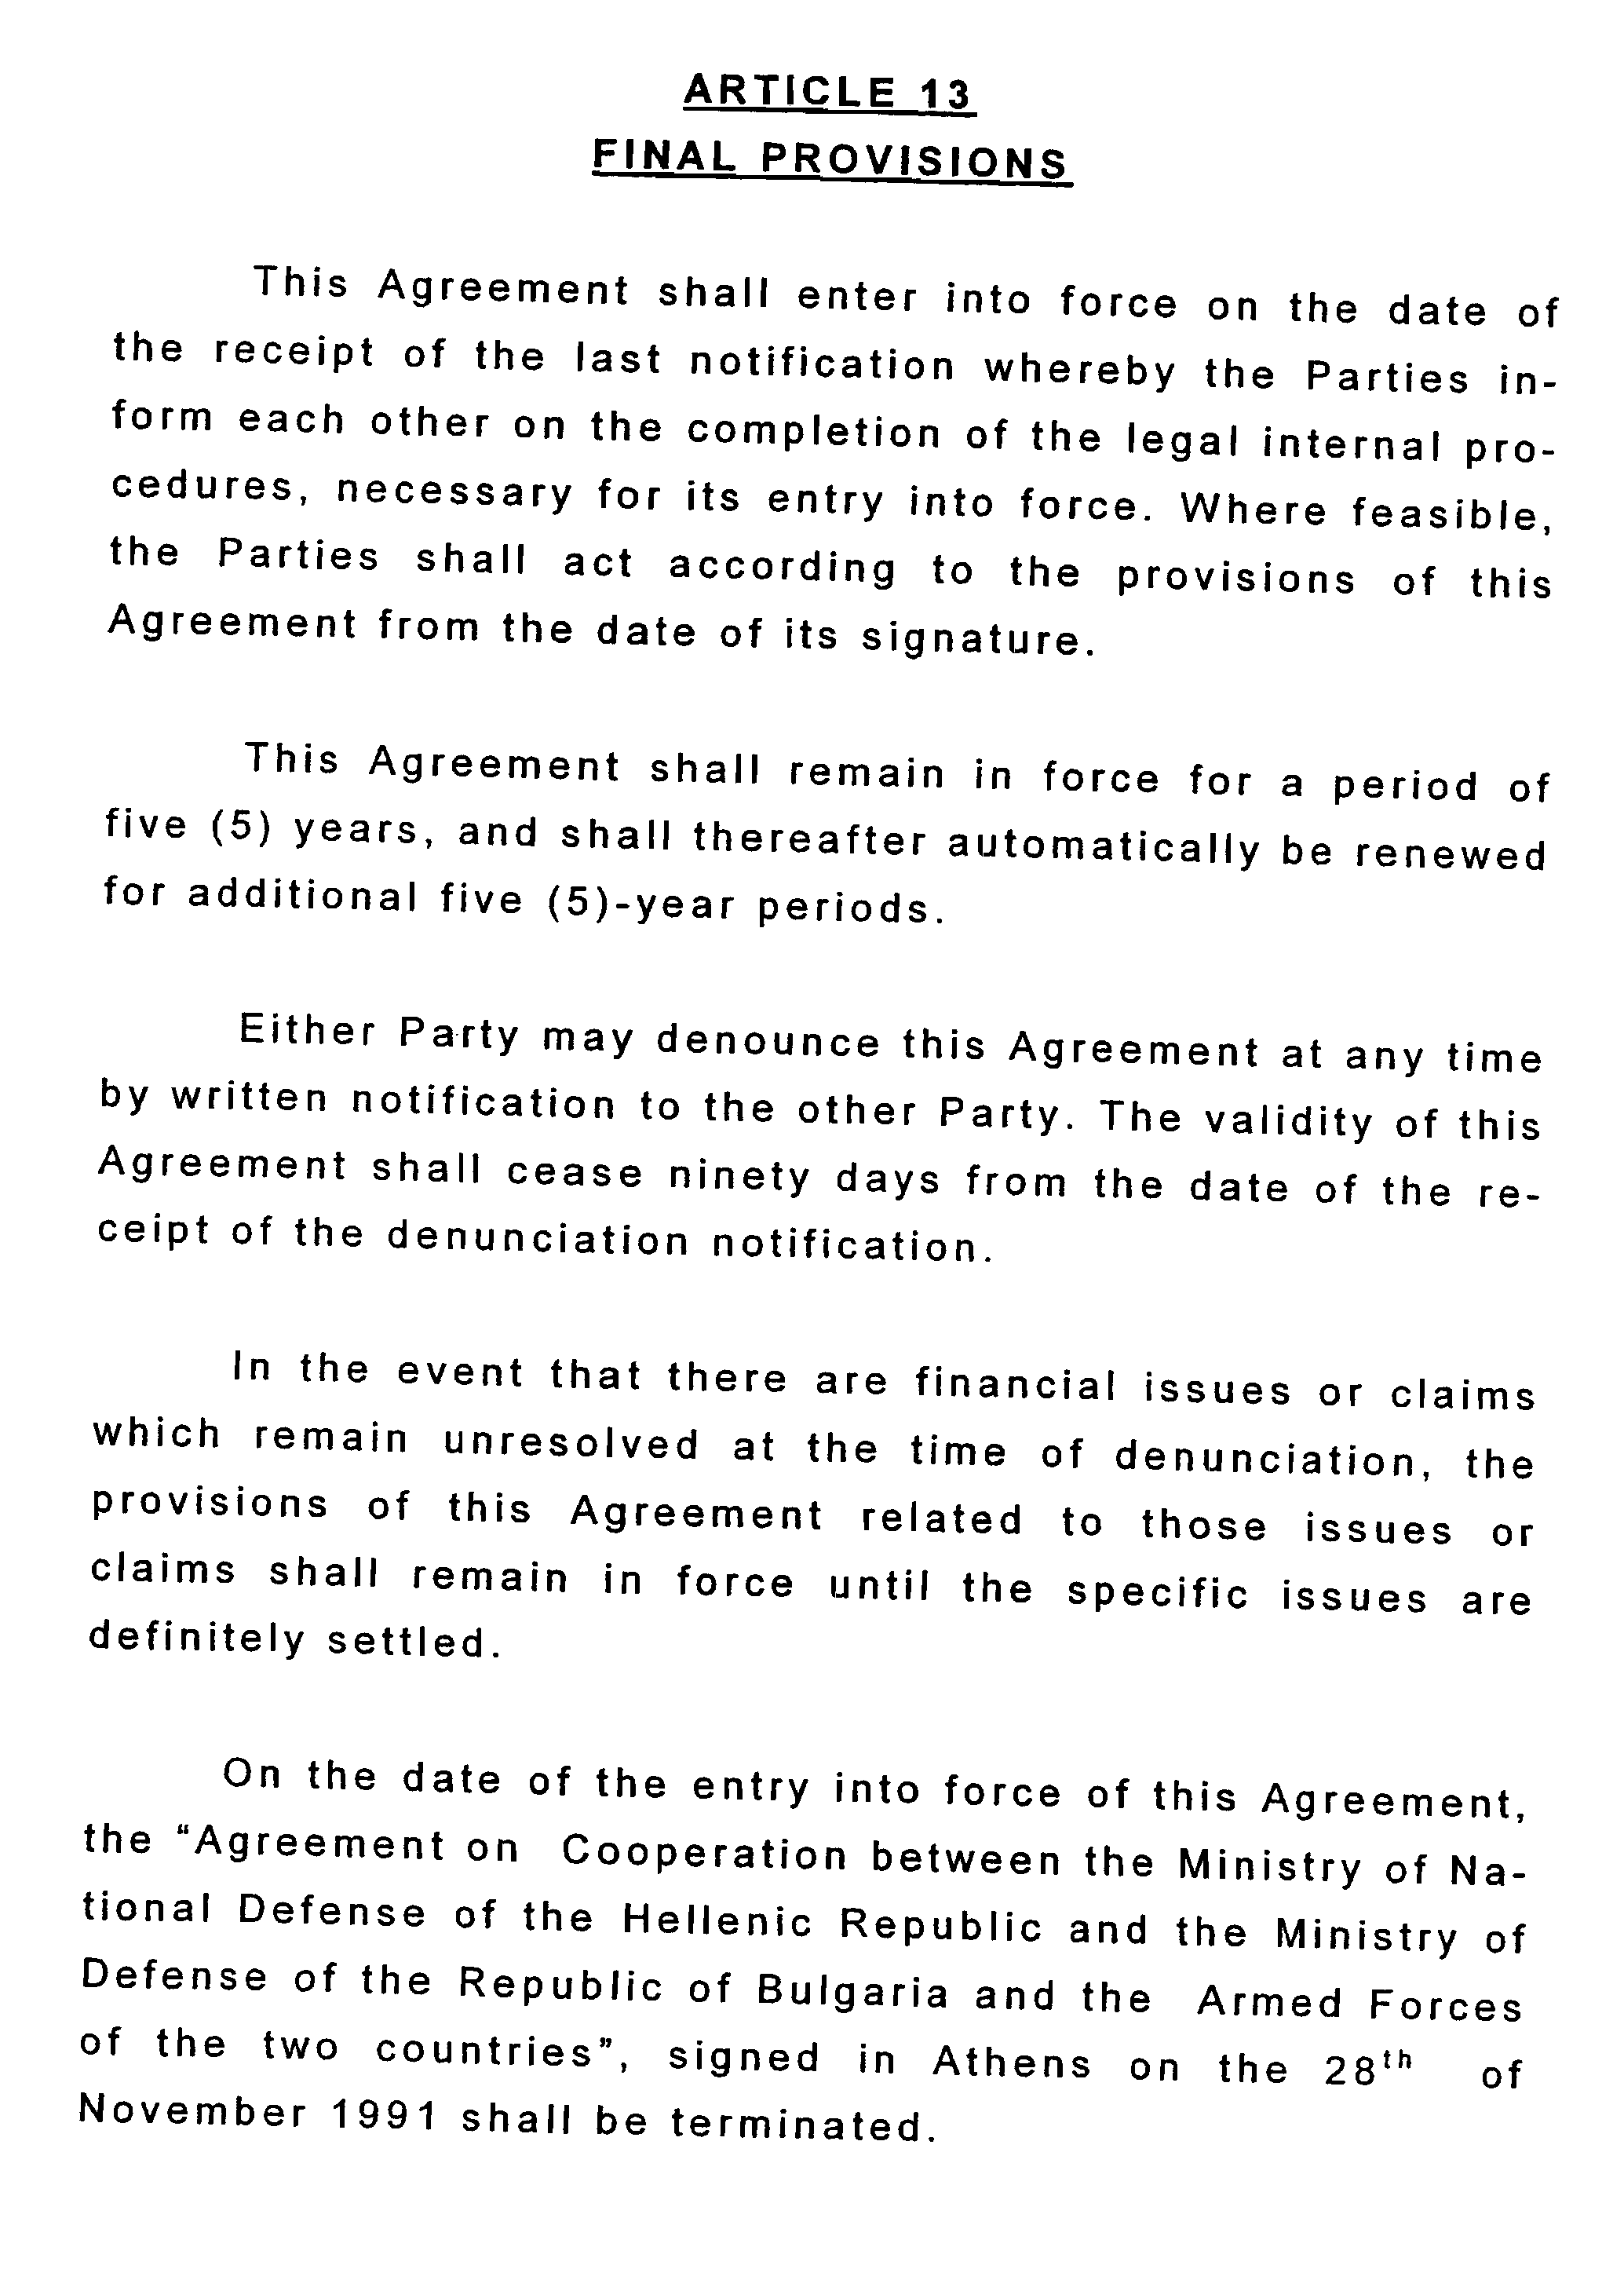 ARTICLE 13
FINAL PROVISIONS
This Agreement shall enter into force on the date of
the receipt of the last notification whereby the Parties in-
form each other on the completion of the legal internal pro-
cedures, necessary for its entry into force. Where feasible,
the Parties shall act according to the provisions of this
Agreement from the date of its signature.
This Agreement shall remain in force for a period of
five (5) years, and shall thereafter automatically be renewed
for additional five (5)-year periods.
Either Party may denounce this Agreement at any time
by written notification to the other Party. The validity of this
Agreement shall cease ninety days from the date of the re-
ceipt of the denunciation notification.
In the event that there are financial issues or claims
which remain unresolved at the time of denunciation, the
provisions of this Agreement related to those issues or
claims shall remain in force until the specific issues are
definitely settled.
On the date of the entry into force of this Agreement,
the “Agreement on Cooperation between the Ministry of Na-
tional Defense of the Hellenic Republic and the Ministry of
Defense of the Republic of Bulgaria and the Armed Forces
of the two countries”, signed in Athens on the 28th of
November 1991 shall be terminated.